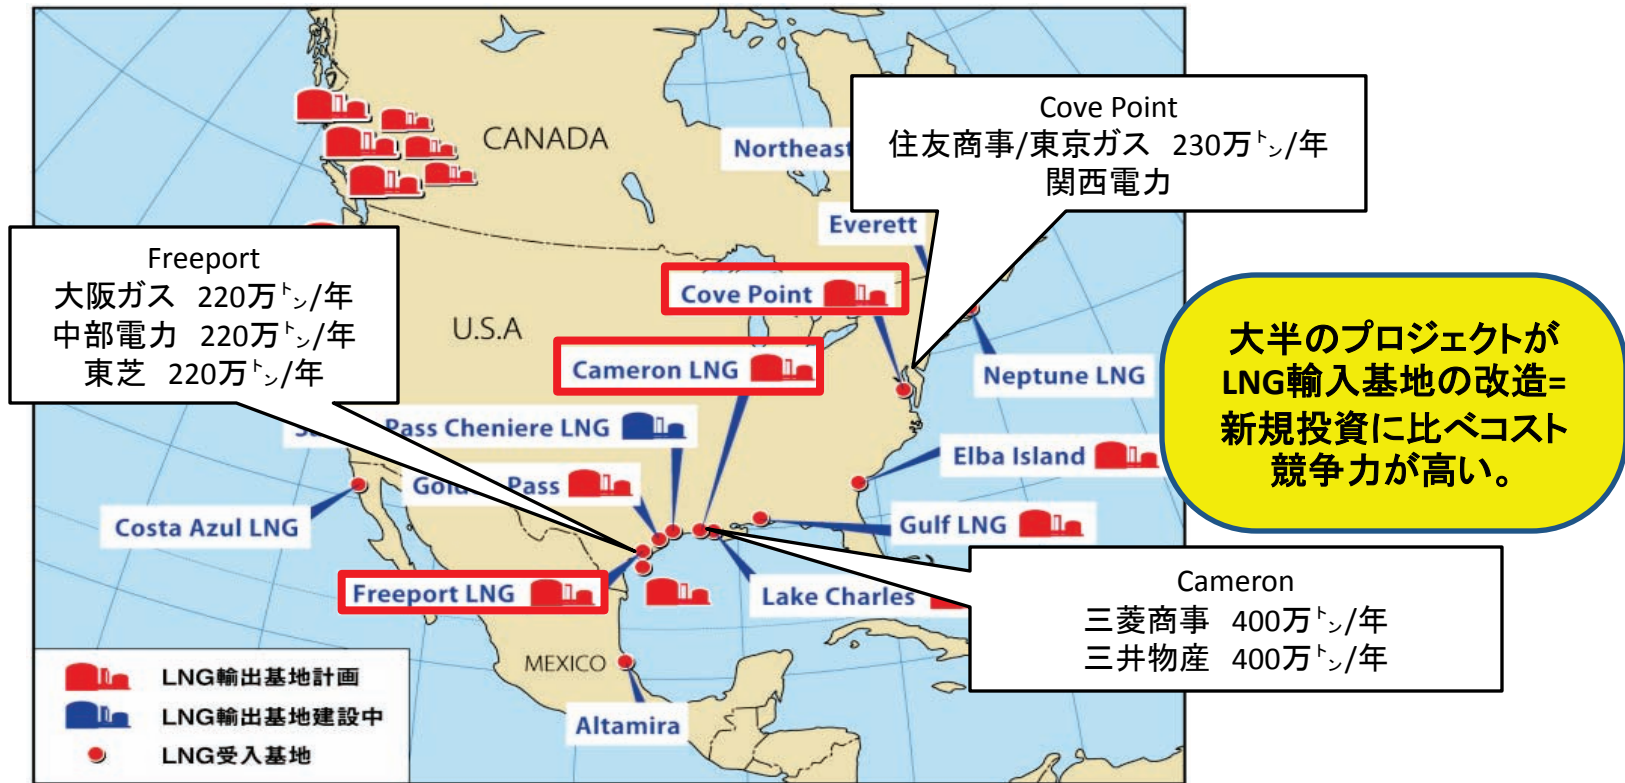 CANADA
Northeast
Cove Point
住友商事/東京ガス 230万トン/年
関西電力
Everett
Freeport
大阪ガス 220万トン/年
中部電力 220万トン/年
東芝 220万トン/年
U.S.A
Cove Point
Cameron LNG
Neptune LNG
大半のプロジェクトが
LNG輸入基地の改造=
新規投資に比べコスト
競争力が高い。
Pass Cheniere LNG
Elba Island
Pass
Costa Azul LNG
Gulf LNG
Freeport LNG
Lake Charles
Cameron
三菱商事 400万トン/年
三井物産 400万トン/年
MEXICO
Altamira
LNG輸出基地計画
LNG輸出基地建設中
LNG受入基地